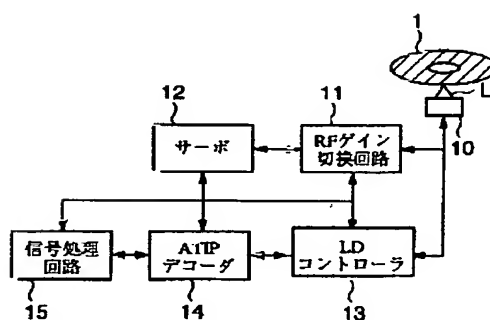 1
L
10
11
12
RFゲイン
切換回路
サーボ
信号処理
回路
ATIP
デコーダ
LD
コントローラ
15
14
13